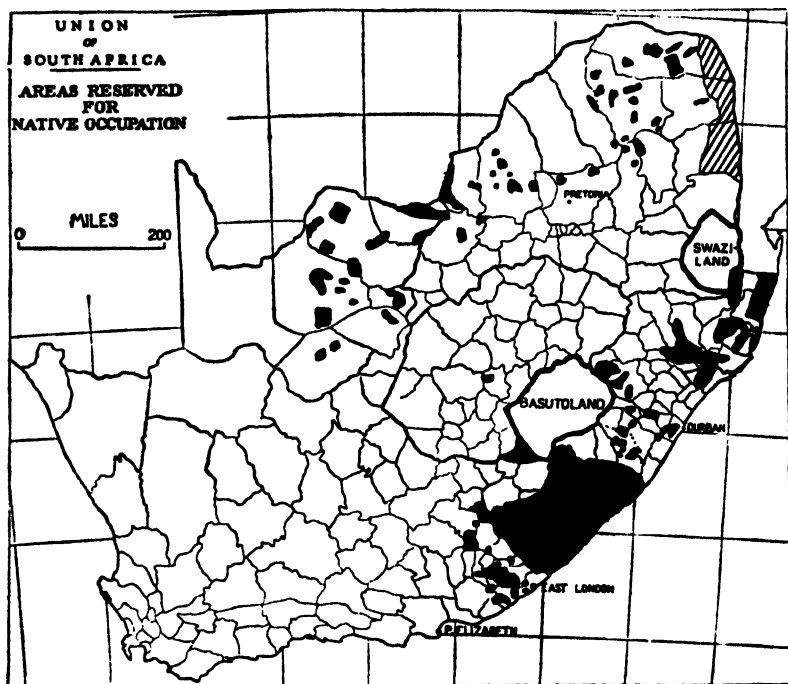 UNION
OF
SOUTH AFRICA
AREAS RESERVED
FOR
NATIVE OCCUPATION
MILES
0 200
PRETORIA
SWAZI-
LAND
BASUTOLAND
DURBAN
EAST LONDON
P. ELIZABETH